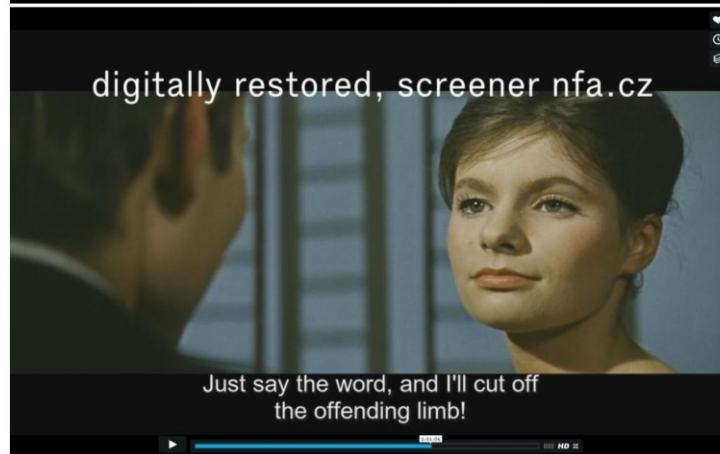 digitally restored, screener nfa.cz
Just say the word, and I'll cut off
the offending limb!
HD